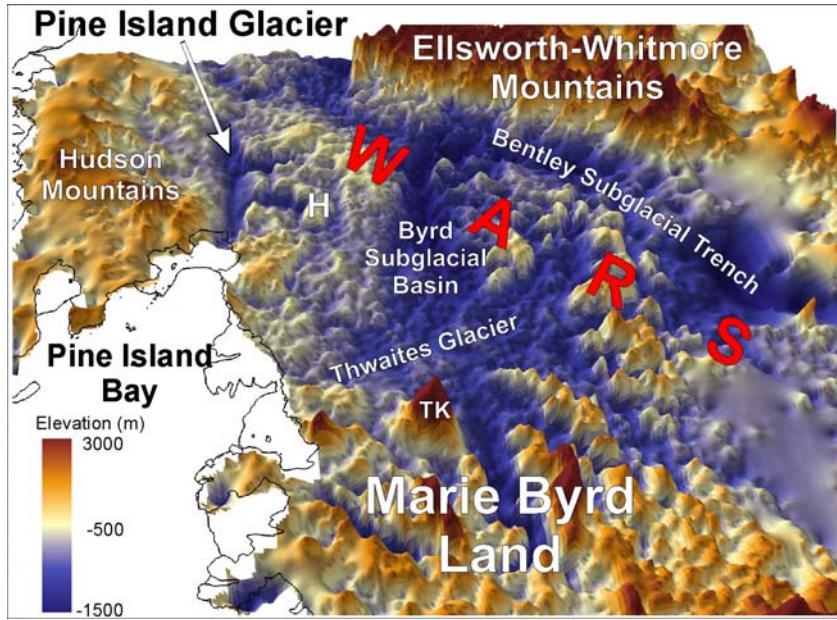 Pine Island Glacier
Ellsworth-Whitmore
Mountains
Hudson
Mountains
H
W
A
R
S
Bentley Subglacial Trench
Byrd
Subglacial
Basin
Thwaites Glacier
Pine Island
Bay
TK
Marie Byrd
Land
Elevation (m)
3000
-500
-1500